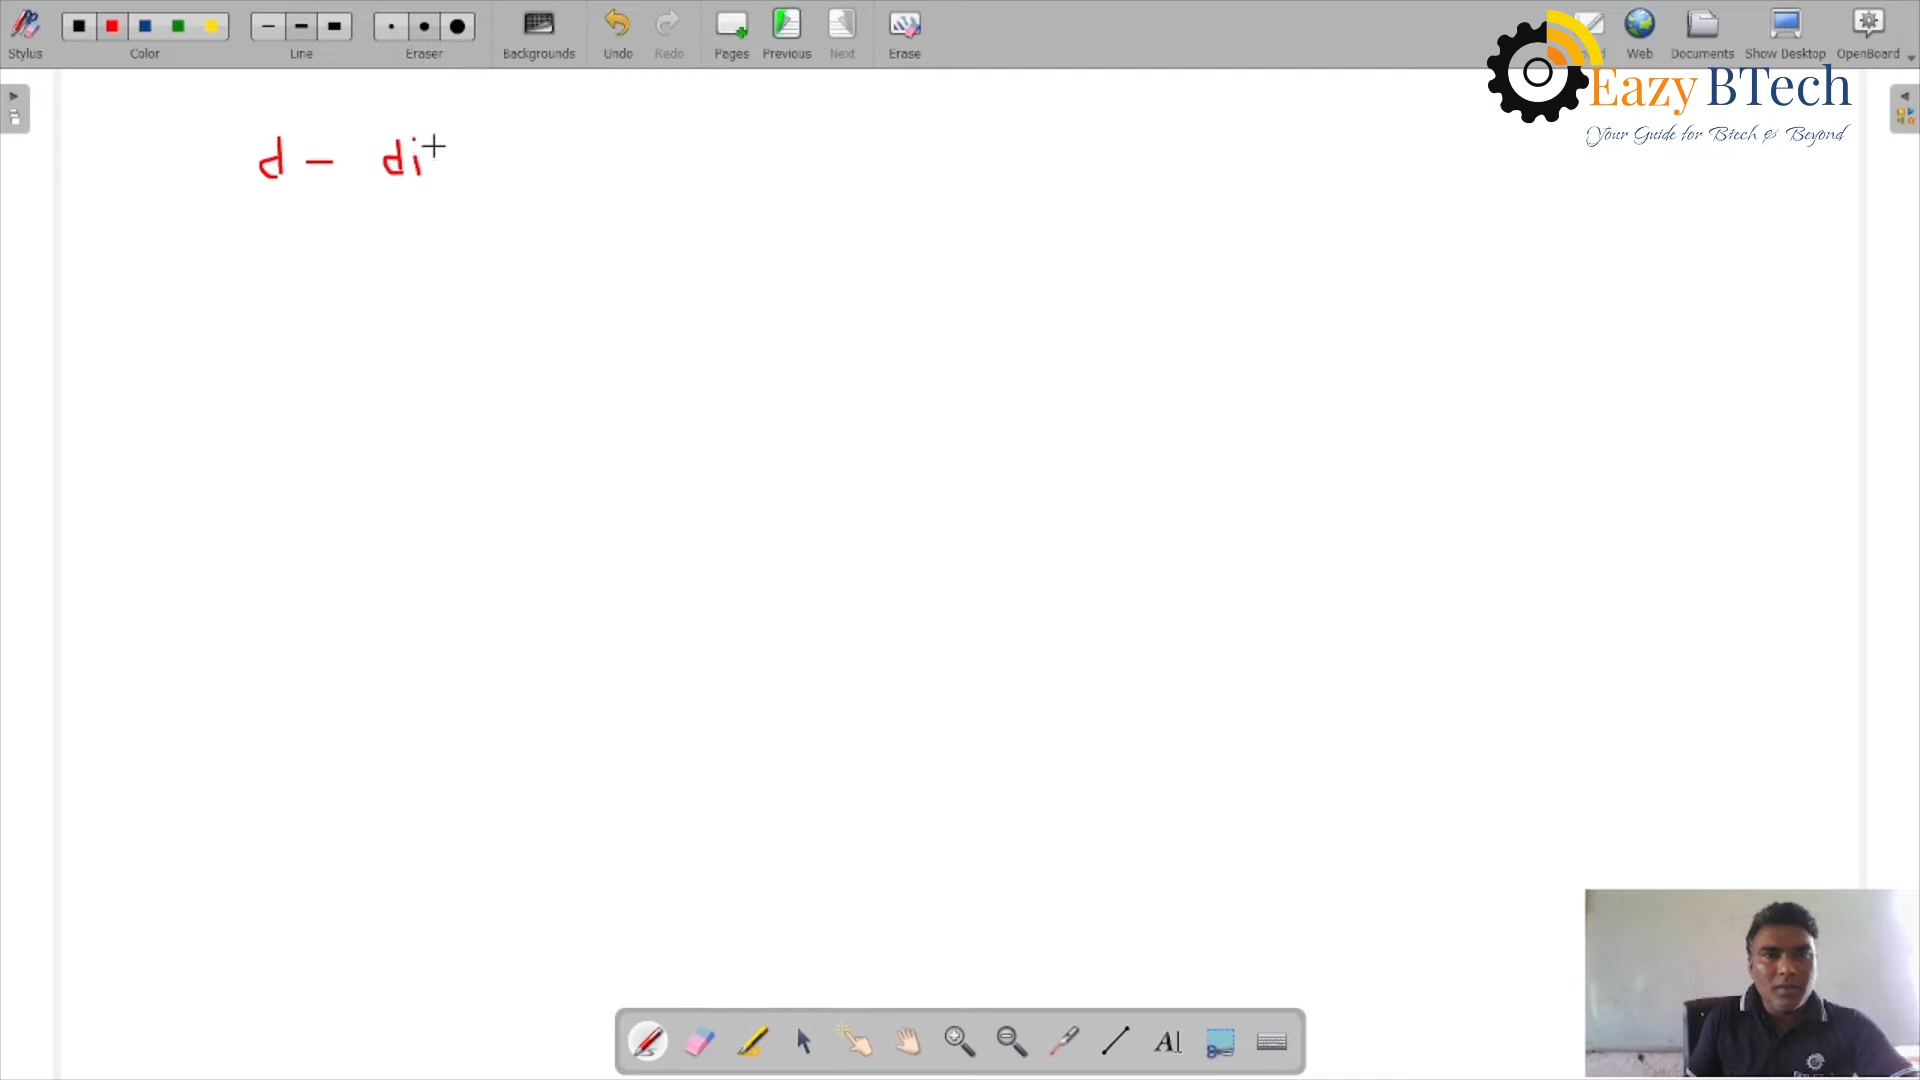 Stylus
Color
Line
Eraser
Backgrounds
Undo
Redo
Pages
Previous
Next
Erase
Web
Documents
Show Desktop
OpenBoard
Eazy BTech
Your Guide for Btech & Beyond
d - di
AI